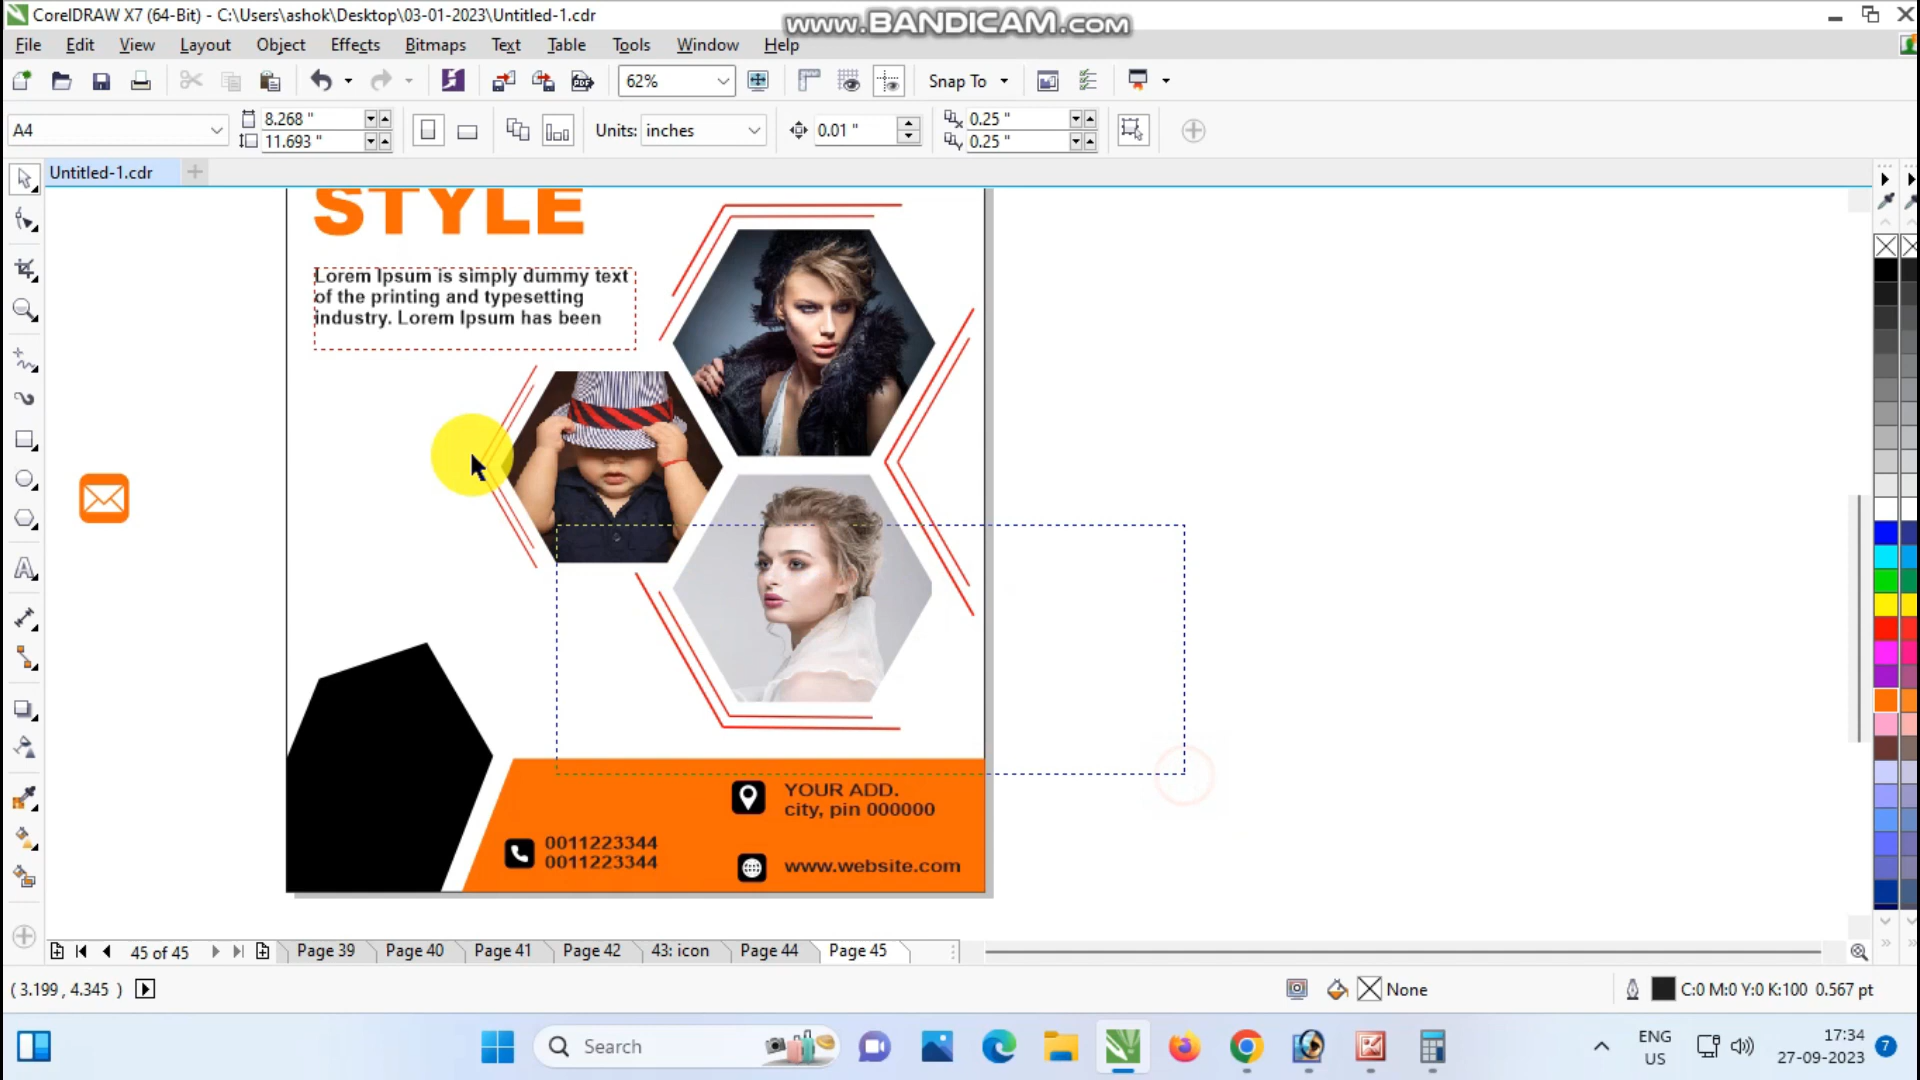 CorelDRAW X7 (64-Bit) - C:\Users\ashok\Desktop\03-01-2023\Untitled-1.cdr
www.BANDICAM.com
File Edit View Layout Object Effects Bitmaps Text Table Tools Window Help
62%
Snap To
A4
8.268 "
11.693 "
Units: inches
0.01 "
0.25 "
0.25 "
Untitled-1.cdr
STYLE
Lorem Ipsum is simply dummy text
of the printing and typesetting
industry. Lorem Ipsum has been
YOUR ADD.
city, pin 000000
0011223344
0011223344
www.website.com
45 of 45
Page 39
Page 40
Page 41
Page 42
43: icon
Page 44
Page 45
( 3.199 , 4.345 )
None
C:0 M:0 Y:0 K:100 0.567 pt
Search
ENG
US
17:34
27-09-2023
7